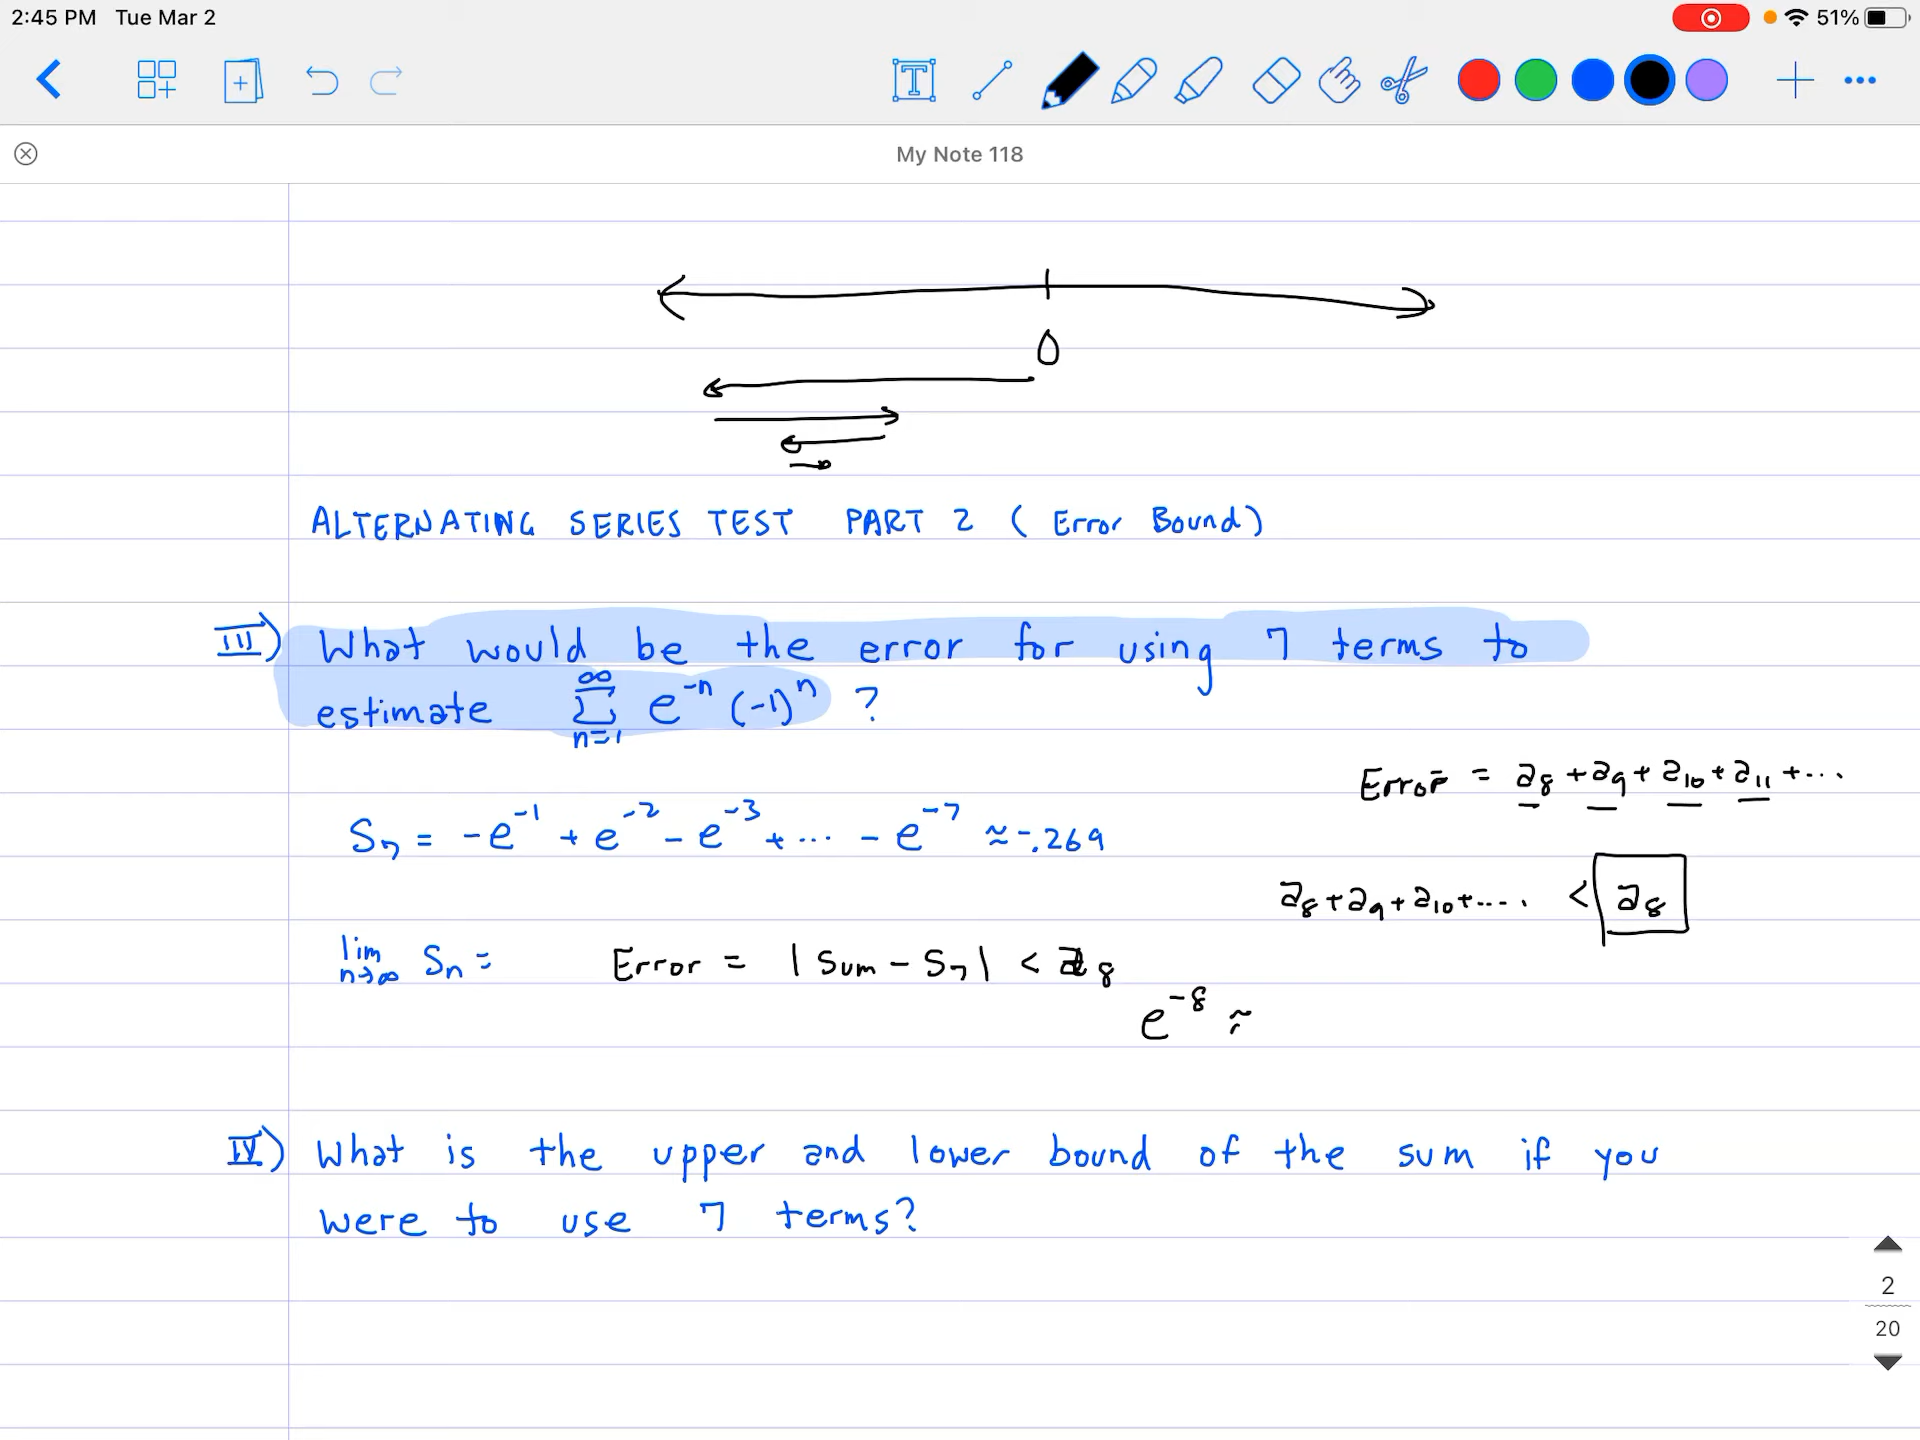 2:45 PM Tue Mar 2
51%
T
My Note 118
0
ALTERNATING SERIES TEST PART 2 ( Error Bound)
III) What would be the error for using 7 terms to
estimate ∞ Σ n=1 e^-n (-1)^n ?
Error = a8 + a9 + a10 + a11 + ...
S7 = -e^-1 + e^-2 - e^-3 + ... - e^-7 ≈ -.269
a8 + a9 + a10 + .... < a8
lim n→∞ Sn = Error = | Sum - S7 | < a8
e^-8 ≈
IV) What is the upper and lower bound of the sum if you
were to use 7 terms?
2
20